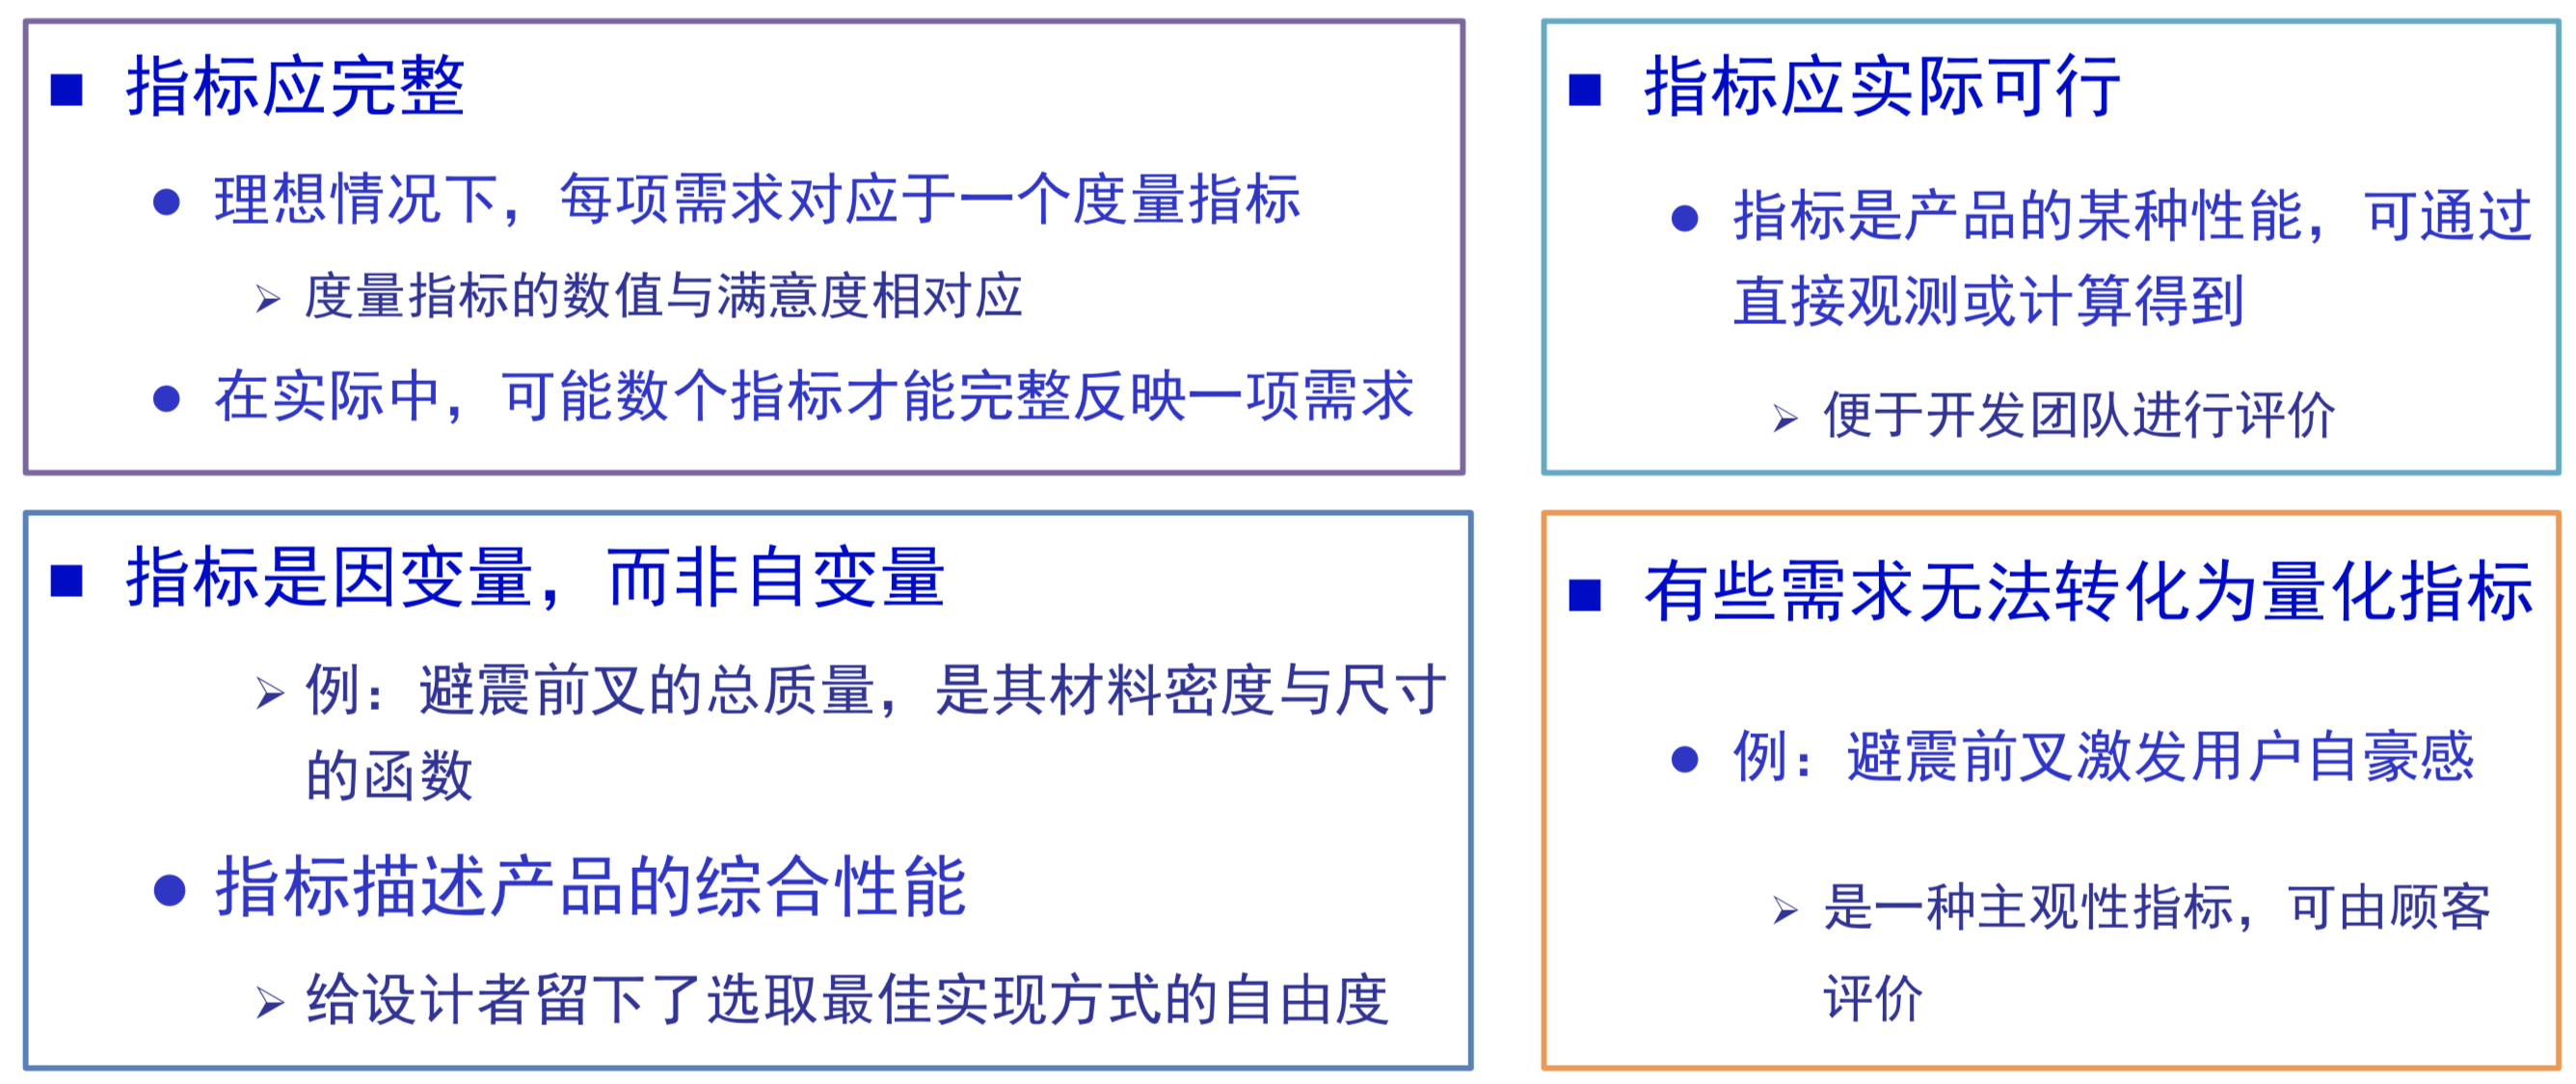 ■ 指标应完整
● 理想情况下，每项需求对应于一个度量指标
➢ 度量指标的数值与满意度相对应
● 在实际中，可能数个指标才能完整反映一项需求
■ 指标应实际可行
● 指标是产品的某种性能，可通过
直接观测或计算得到
➢ 便于开发团队进行评价
■ 指标是因变量，而非自变量
➢ 例：避震前叉的总质量，是其材料密度与尺寸
的函数
● 指标描述产品的综合性能
➢ 给设计者留下了选取最佳实现方式的自由度
■ 有些需求无法转化为量化指标
● 例：避震前叉激发用户自豪感
➢ 是一种主观性指标，可由顾客
评价